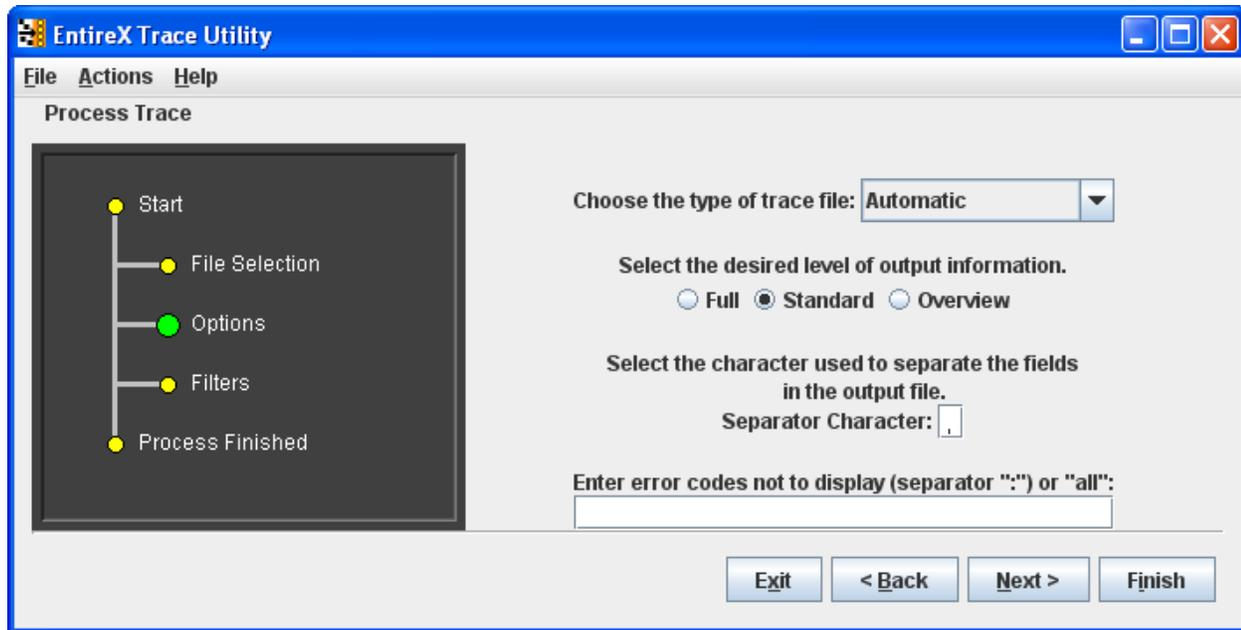 EntireX Trace Utility
File Actions Help
Process Trace
Start
File Selection
Options
Filters
Process Finished
Choose the type of trace file: Automatic
Select the desired level of output information.
Full Standard Overview
Select the character used to separate the fields
in the output file.
Separator Character: ,
Enter error codes not to display (separator ":") or "all":
Exit < Back Next > Finish